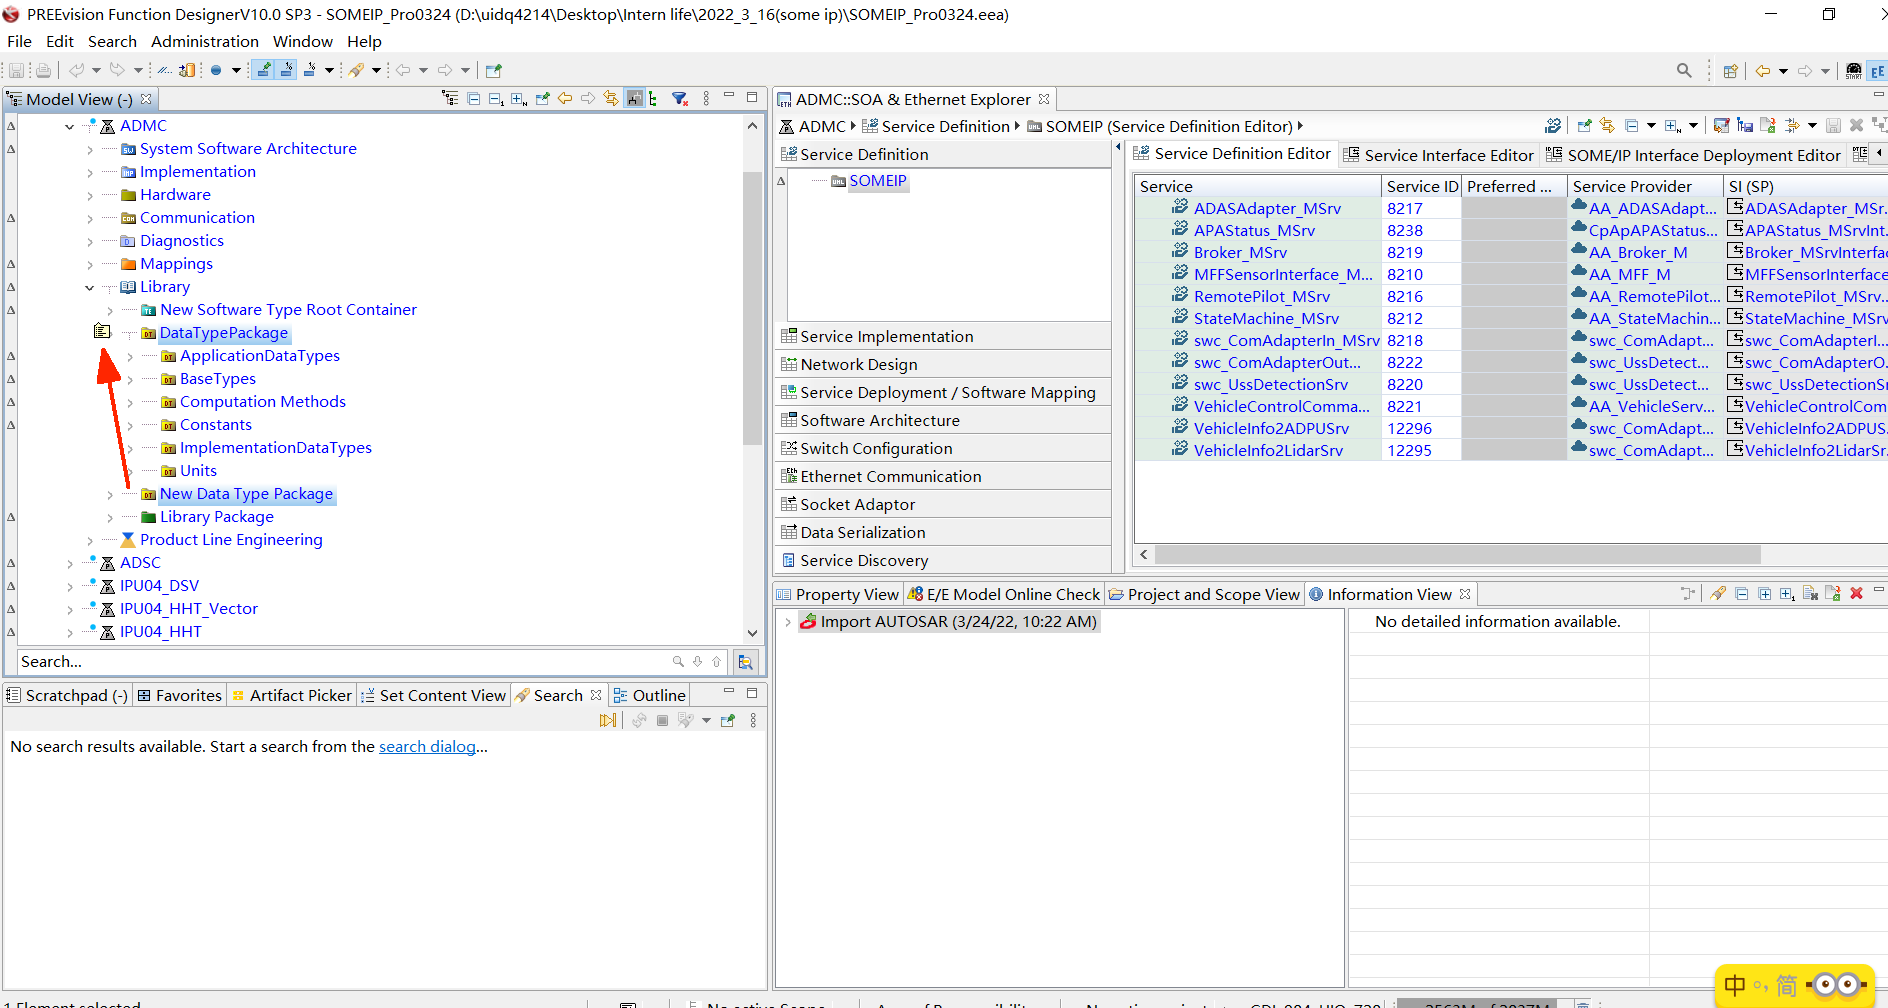 PREEvision Function DesignerV10.0 SP3 - SOMEIP_Pro0324 (D:\uidq4214\Desktop\Intern life\2022_3_16(some ip)\SOMEIP_Pro0324.eea)
File Edit Search Administration Window Help
Model View (-)
ADMC
System Software Architecture
Implementation
Hardware
Communication
Diagnostics
Mappings
Library
New Software Type Root Container
DataTypePackage
ApplicationDataTypes
BaseTypes
Computation Methods
Constants
ImplementationDataTypes
Units
New Data Type Package
Library Package
Product Line Engineering
ADSC
IPU04_DSV
IPU04_HHT_Vector
IPU04_HHT
Search...
Scratchpad (-) Favorites Artifact Picker Set Content View Search Outline
No search results available. Start a search from the search dialog...
ADMC::SOA & Ethernet Explorer
ADMC Service Definition SOMEIP (Service Definition Editor)
Service Definition
SOMEIP
Service Implementation
Network Design
Service Deployment / Software Mapping
Software Architecture
Switch Configuration
Ethernet Communication
Socket Adaptor
Data Serialization
Service Discovery
Service Definition Editor Service Interface Editor SOME/IP Interface Deployment Editor
Service Service ID Preferred ... Service Provider SI (SP)
ADASAdapter_MSrv 8217 AA_ADASAdapt... ADASAdapter_MSr.
APAStatus_MSrv 8238 CpApAPAStatus... APAStatus_MSrvInt.
Broker_MSrv 8219 AA_Broker_M Broker_MSrvInterfa
MFFSensorInterface_M... 8210 AA_MFF_M MFFSensorInterface
RemotePilot_MSrv 8216 AA_RemotePilot... RemotePilot_MSrv..
StateMachine_MSrv 8212 AA_StateMachin... StateMachine_MSrv
swc_ComAdapterIn_MSrv 8218 swc_ComAdapt... swc_ComAdapterI...
swc_ComAdapterOut... 8222 swc_UssDetect... swc_ComAdapterO.
swc_UssDetectionSrv 8220 swc_UssDetect... swc_UssDetectionSr
VehicleControlComma... 8221 AA_VehicleServ... VehicleControlCom
VehicleInfo2ADPUSrv 12296 swc_ComAdapt... VehicleInfo2ADPUS.
VehicleInfo2LidarSrv 12295 swc_ComAdapt... VehicleInfo2LidarSr.
Property View E/E Model Online Check Project and Scope View Information View
Import AUTOSAR (3/24/22, 10:22 AM)
No detailed information available.
中 简
1 Element selected